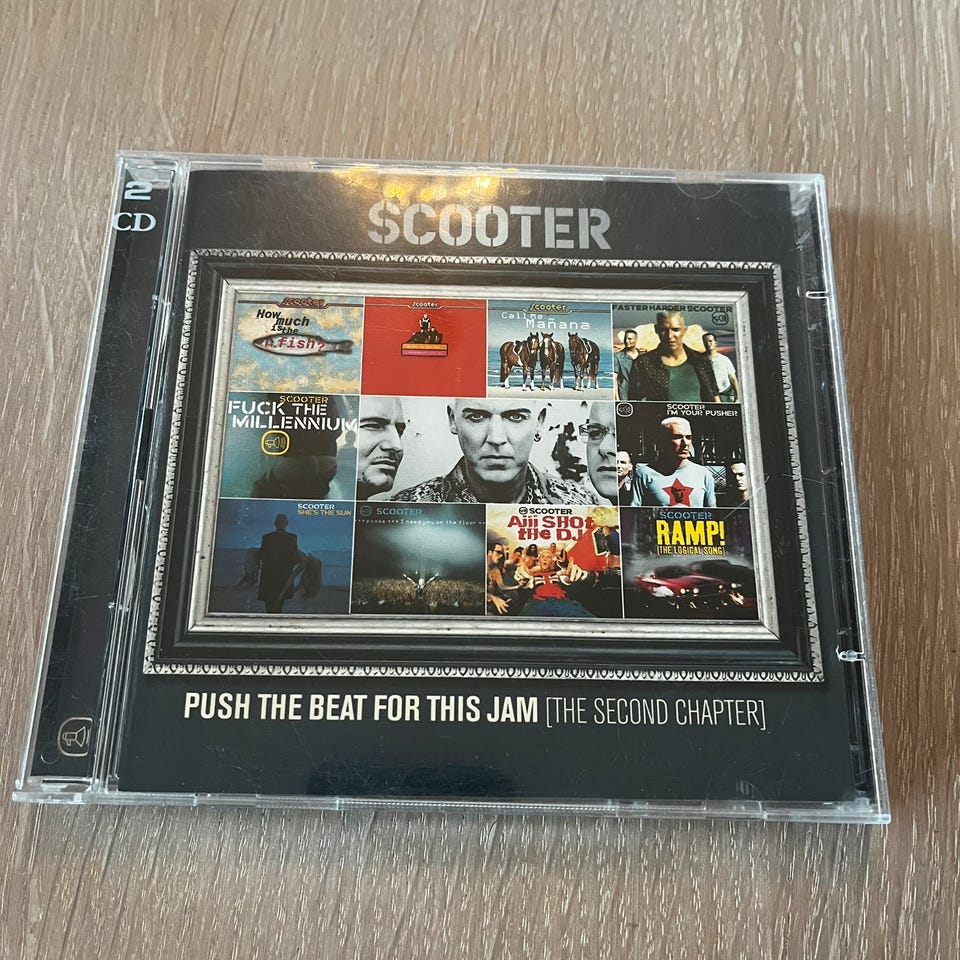 2
CD
SCOOTER
scooter
How
much
is the
fish?
scooter
scooter
Call me
Mañana
FASTER HARDER SCOOTER
SCOOTER
FUCK THE
MILLENNIUM
SCOOTER
I'M YOUR PUSHER
SCOOTER
SHE'S THE SUN
SCOOTER
posse
I need you on the floor
SCOOTER
Aiii SHOt
the DJ
SCOOTER
RAMP!
[THE LOGICAL SONG]
PUSH THE BEAT FOR THIS JAM [THE SECOND CHAPTER]